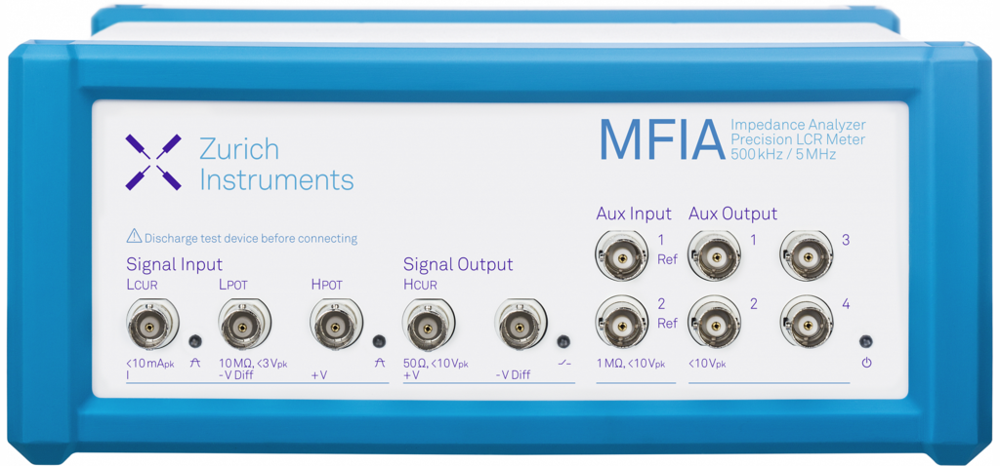 Zurich
Instruments
MFIA
Impedance Analyzer
Precision LCR Meter
500 kHz / 5 MHz
Discharge test device before connecting
Signal Input
LCUR
LPOT
HPOT
<10 mApk
I
10 MΩ, <3 Vpk
-V Diff
+V
Signal Output
HCUR
50 Ω, <10 Vpk
+V
-V Diff
Aux Input
1
Ref
2
Ref
1 MΩ, <10 Vpk
Aux Output
1
3
2
4
<10 Vpk